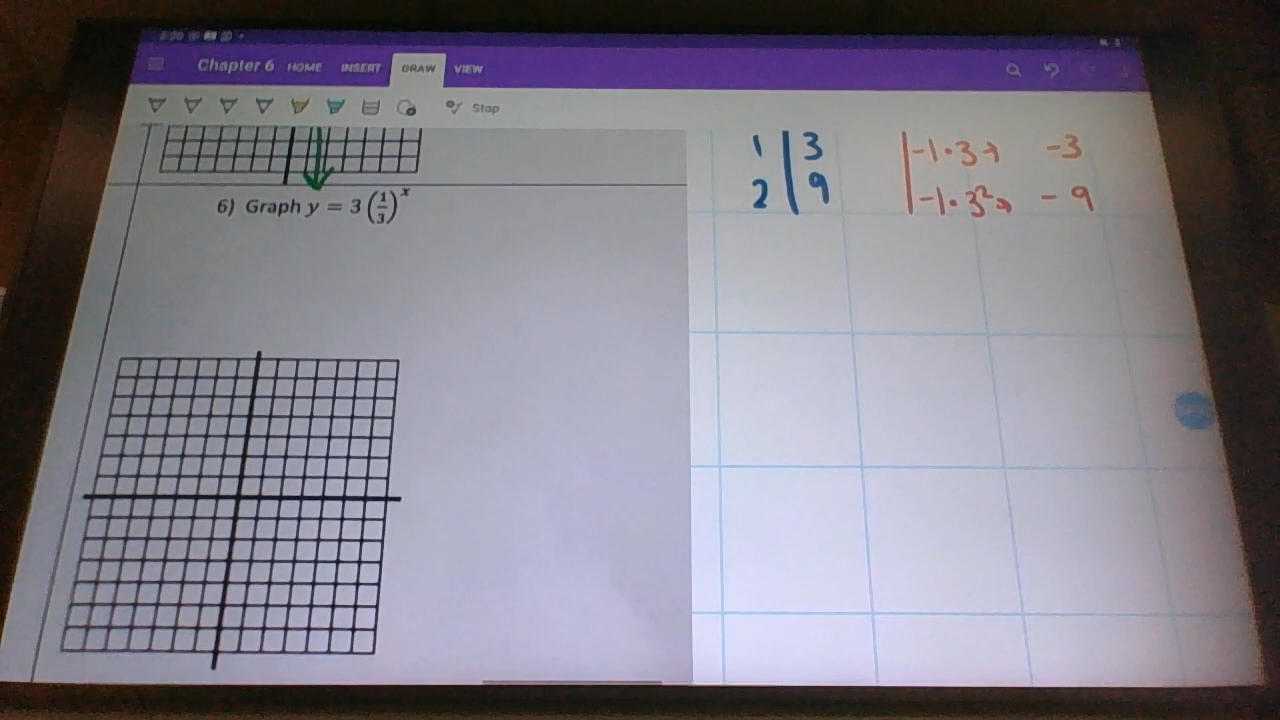 Chapter 6 HOME INSERT DRAW VIEW
Stop
1 | 3 |-1·3→ -3
2 | 9 |-1·3²→ -9
6) Graph y = 3(1/3)^x